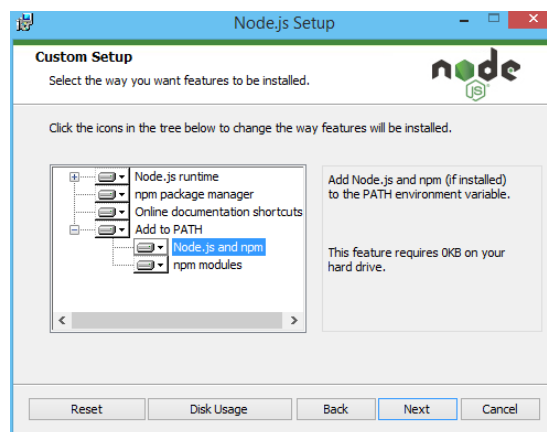 Node.js Setup
Custom Setup
Select the way you want features to be installed.
node
JS
Click the icons in the tree below to change the way features will be installed.
Node.js runtime
npm package manager
Online documentation shortcuts
Add to PATH
Node.js and npm
npm modules
Add Node.js and npm (if installed)
to the PATH environment variable.
This feature requires 0KB on your
hard drive.
Reset
Disk Usage
Back
Next
Cancel